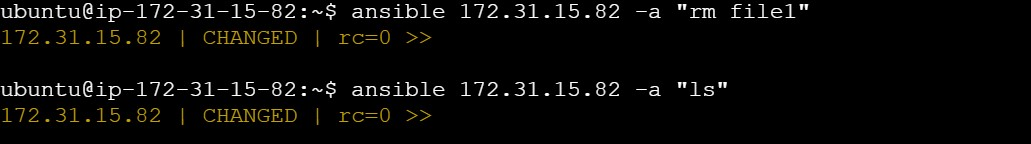 ubuntu@ip-172-31-15-82:~$ ansible 172.31.15.82 -a "rm file1"
172.31.15.82 | CHANGED | rc=0 >>
ubuntu@ip-172-31-15-82:~$ ansible 172.31.15.82 -a "ls"
172.31.15.82 | CHANGED | rc=0 >>